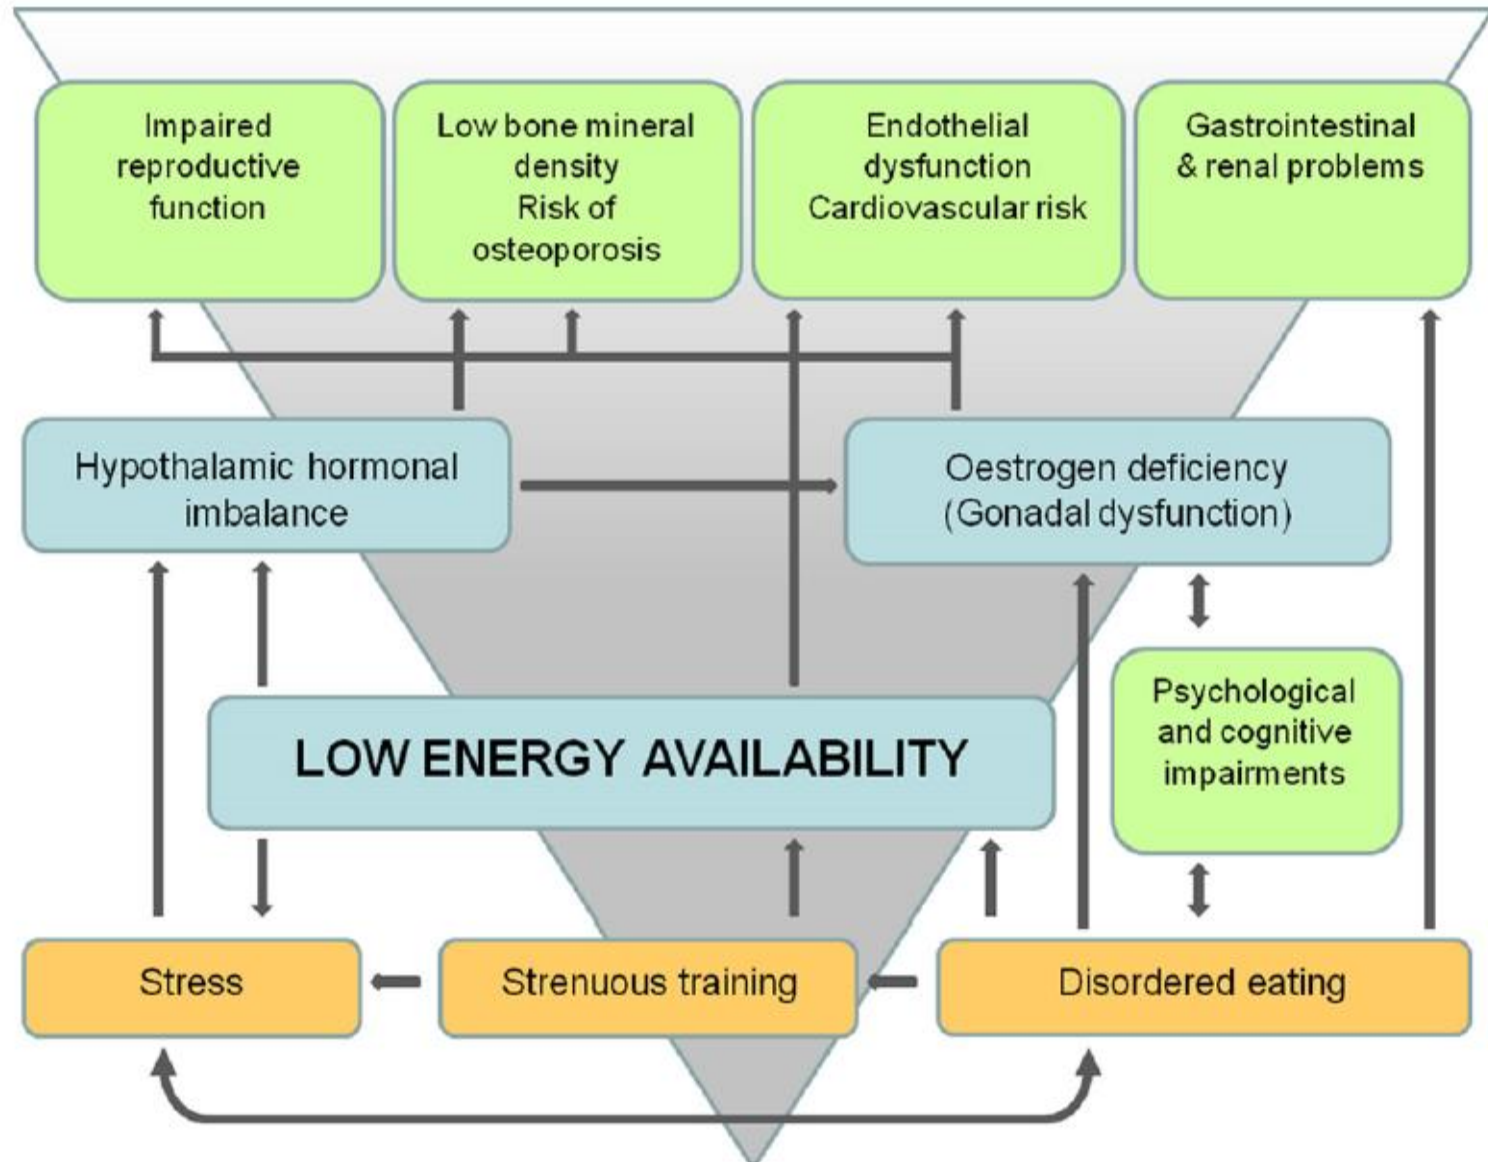 Impaired
reproductive
function
Low bone mineral
density
Risk of
osteoporosis
Endothelial
dysfunction
Cardiovascular risk
Gastrointestinal
& renal problems
Hypothalamic hormonal
imbalance
Oestrogen deficiency
(Gonadal dysfunction)
LOW ENERGY AVAILABILITY
Psychological
and cognitive
impairments
Stress
Strenuous training
Disordered eating